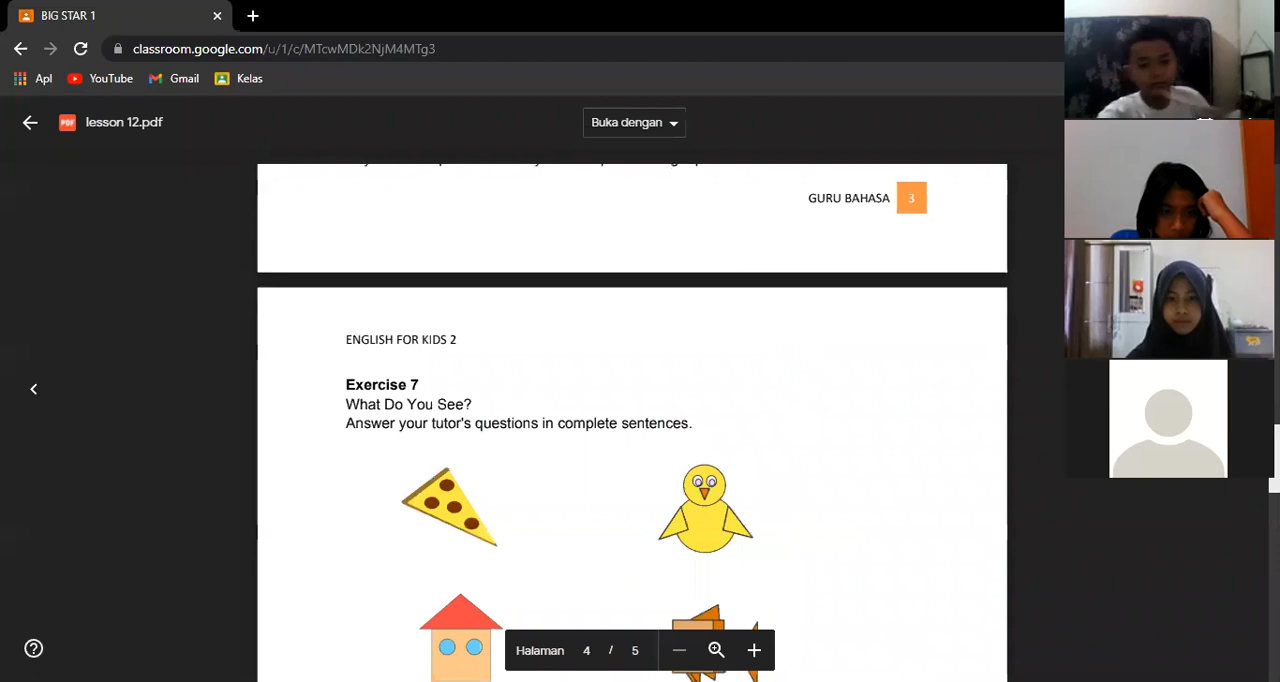 BIG STAR 1
classroom.google.com/u/1/c/MTcwMDk2NjM4MTg3
Apl YouTube Gmail Kelas
PDF lesson 12.pdf
Buka dengan
GURU BAHASA 3
ENGLISH FOR KIDS 2
Exercise 7
What Do You See?
Answer your tutor's questions in complete sentences.
Halaman 4 / 5